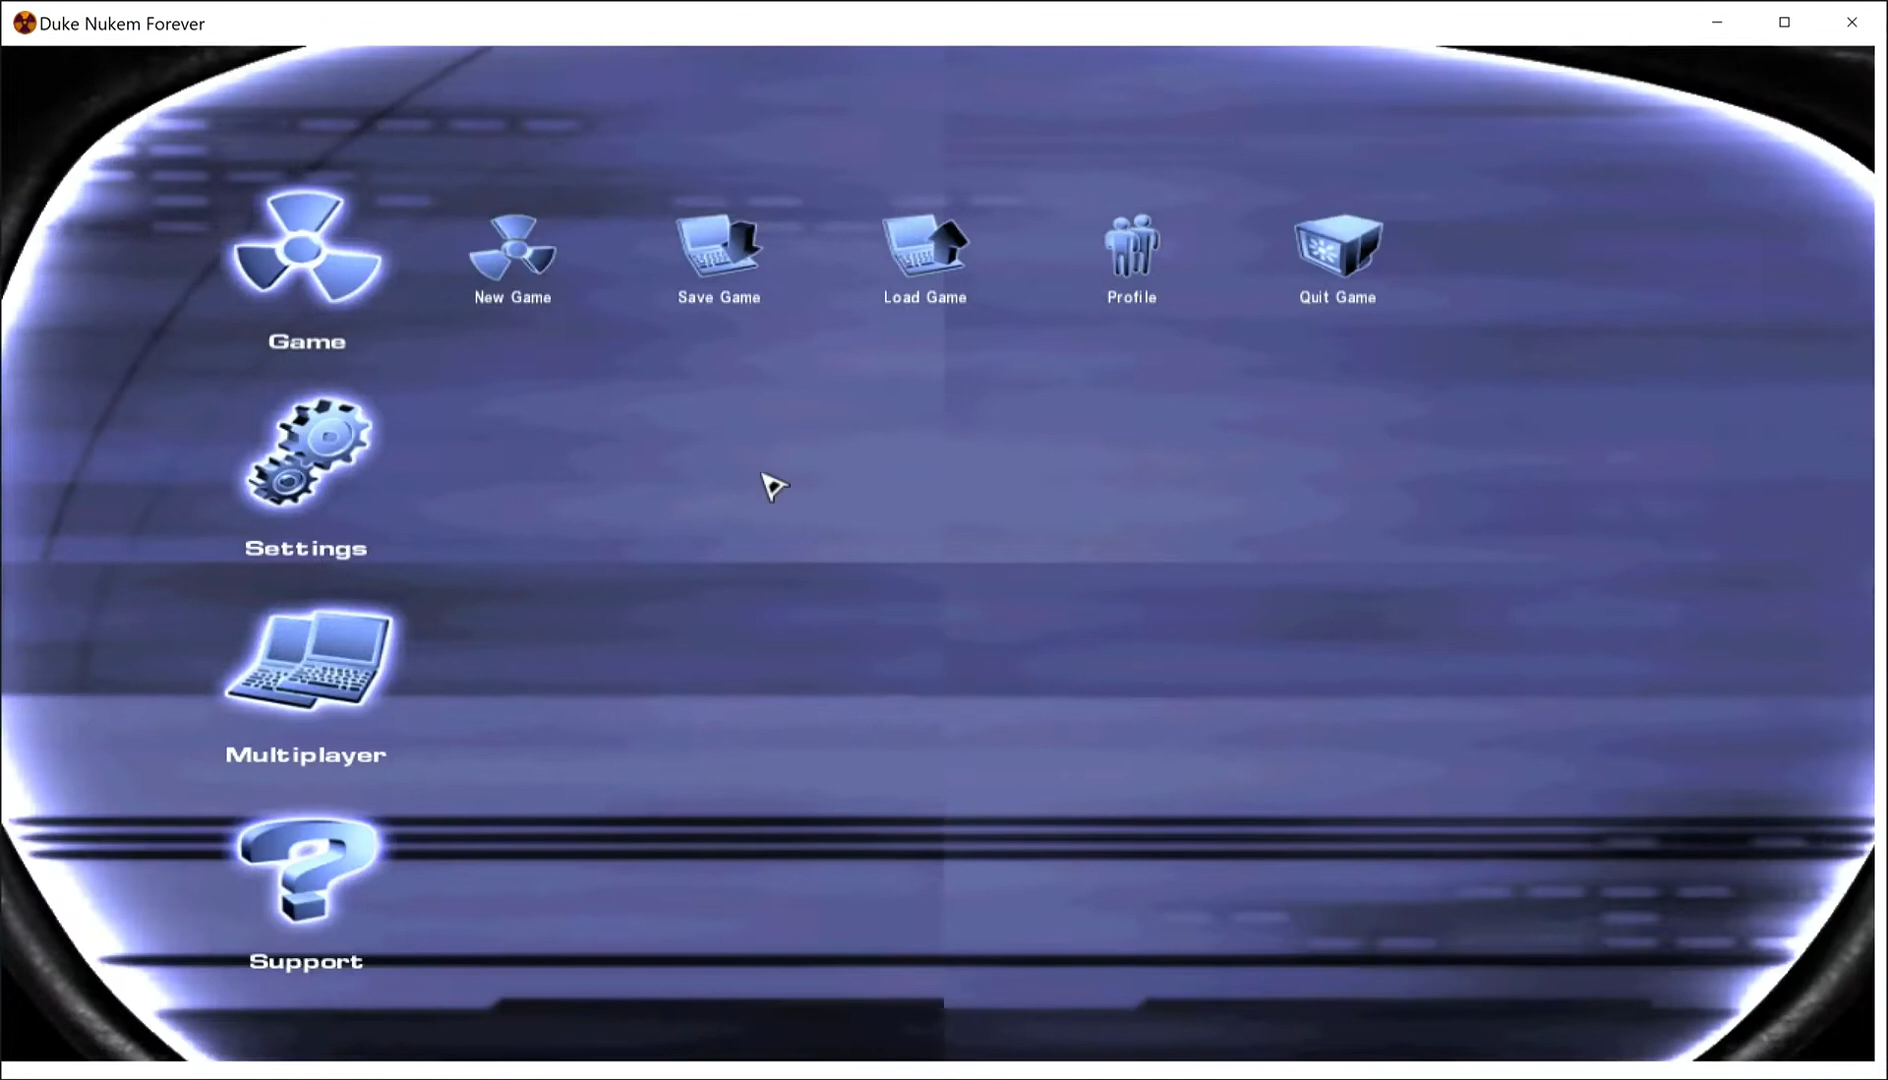 Duke Nukem Forever
New Game
Save Game
Load Game
Profile
Quit Game
Game
Settings
Multiplayer
Support